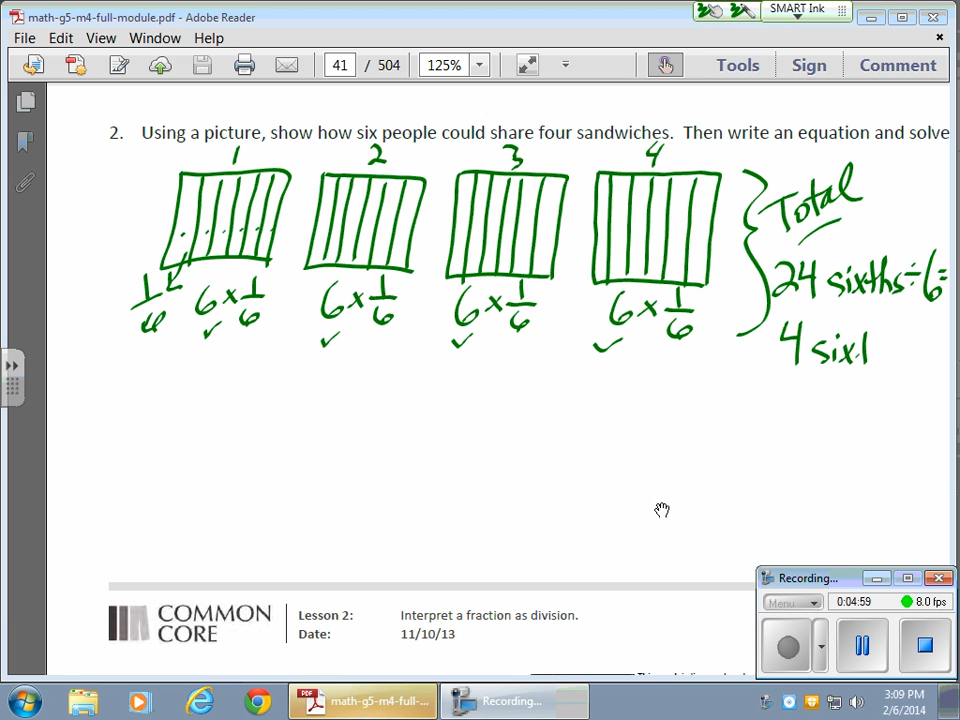 math-g5-m4-full-module.pdf - Adobe Reader
SMART Ink
File Edit View Window Help
41 / 504 125% Tools Sign Comment
2. Using a picture, show how six people could share four sandwiches. Then write an equation and solve
1 2 3 4
Total
1/6 6 × 1/6 6 × 1/6 6 × 1/6 6 × 1/6
24 sixths ÷ 6 =
4 six
COMMON CORE
Lesson 2: Interpret a fraction as division.
Date: 11/10/13
Recording...
Menu 0:04:59 8.0 fps
math-g5-m4-full-... Recording...
3:09 PM
2/6/2014